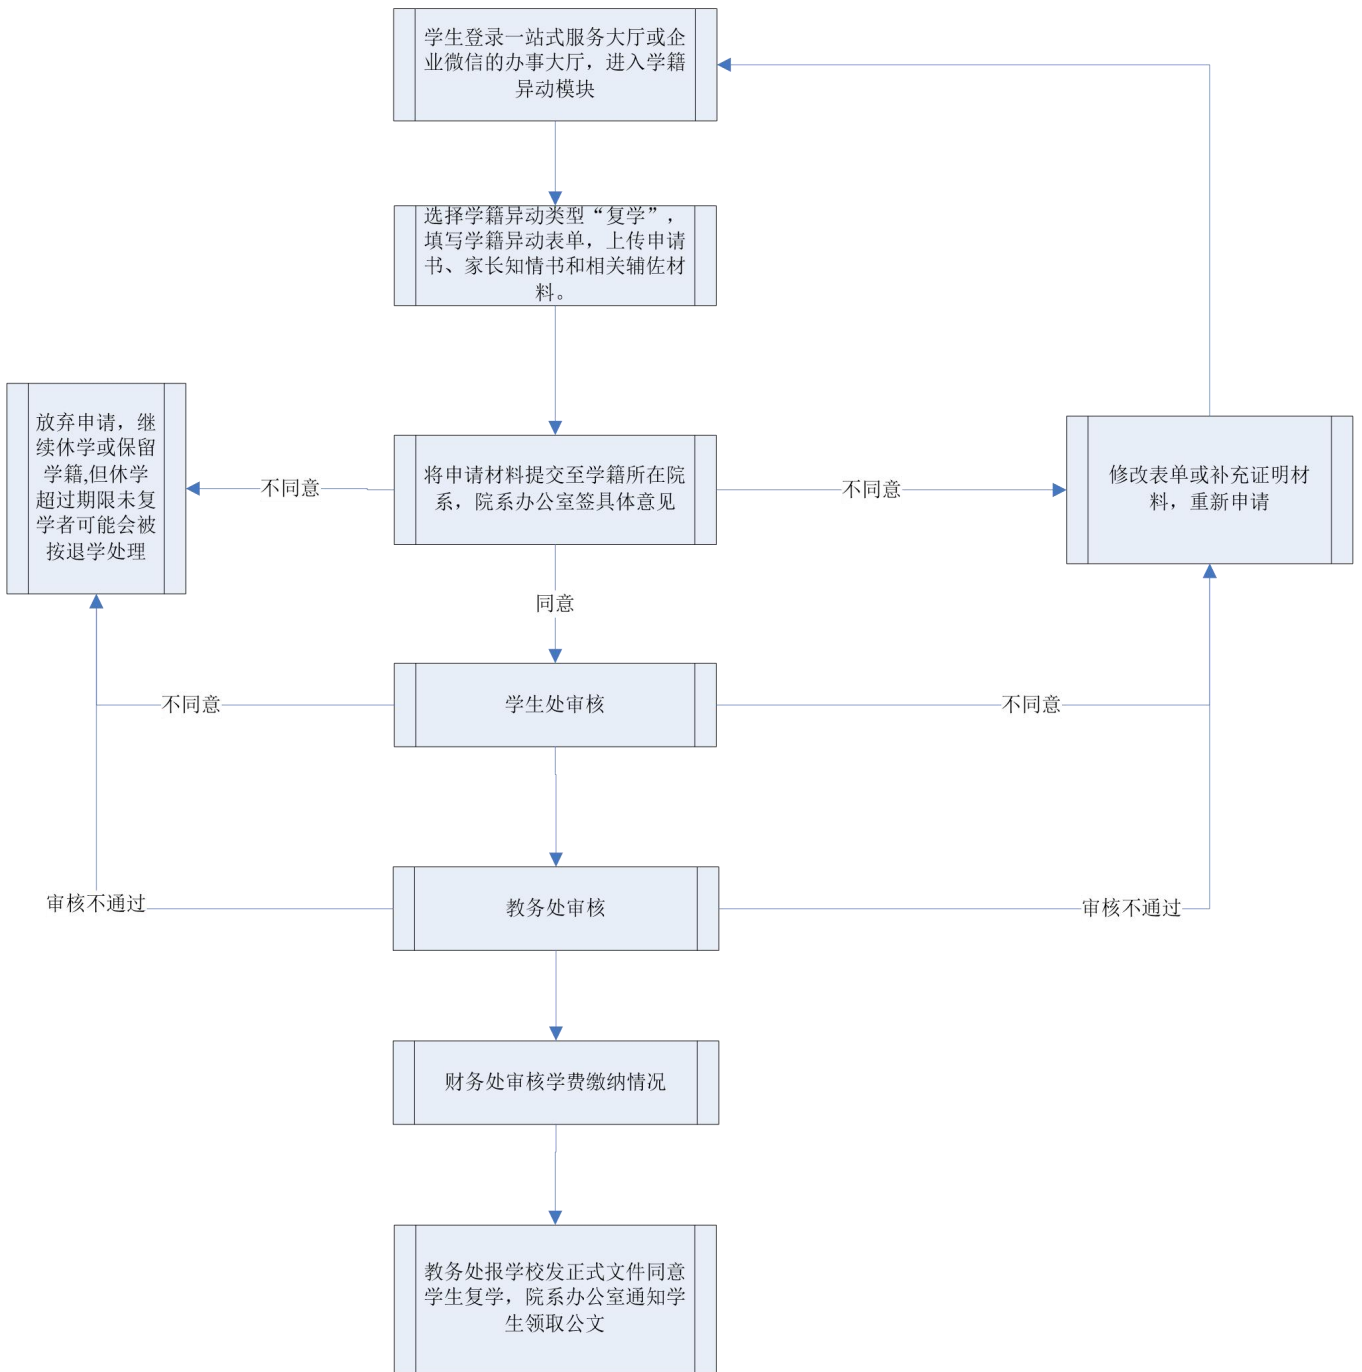 学生登录一站式服务大厅或企
业微信的办事大厅，进入学籍
异动模块
选择学籍异动类型“复学”，
填写学籍异动表单，上传申请
书、家长知情书和相关辅佐材
料。
放弃申请，继
续休学或保留
学籍,但休学
超过期限未复
学者可能会被
按退学处理
不同意
将申请材料提交至学籍所在院
系，院系办公室签具体意见
不同意
修改表单或补充证明材
料，重新申请
同意
不同意
学生处审核
不同意
审核不通过
教务处审核
审核不通过
财务处审核学费缴纳情况
教务处报学校发正式文件同意
学生复学，院系办公室通知学
生领取公文